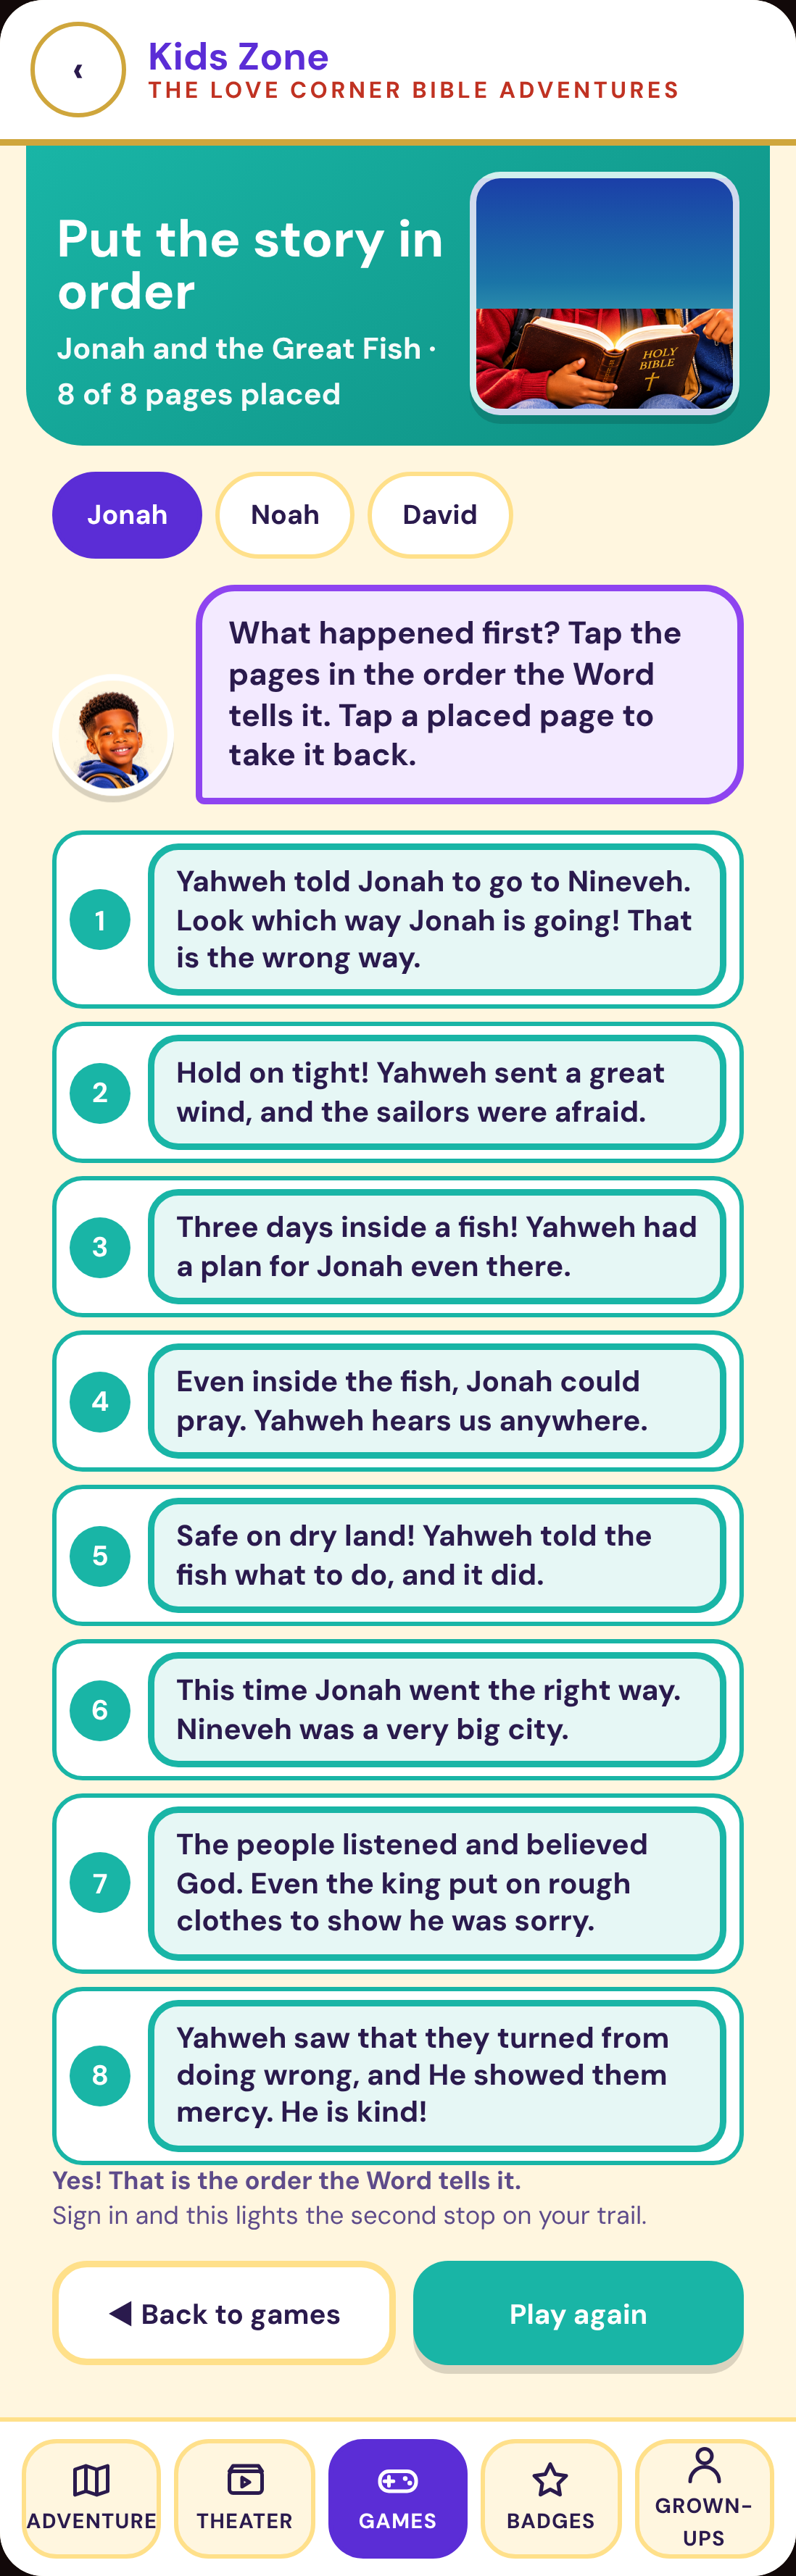 ‹
Kids Zone
THE LOVE CORNER BIBLE ADVENTURES
Put the story in
order
Jonah and the Great Fish ·
8 of 8 pages placed
HOLY
BIBLE
Jonah
Noah
David
What happened first? Tap the
pages in the order the Word
tells it. Tap a placed page to
take it back.
1
Yahweh told Jonah to go to Nineveh.
Look which way Jonah is going! That
is the wrong way.
2
Hold on tight! Yahweh sent a great
wind, and the sailors were afraid.
3
Three days inside a fish! Yahweh had
a plan for Jonah even there.
4
Even inside the fish, Jonah could
pray. Yahweh hears us anywhere.
5
Safe on dry land! Yahweh told the
fish what to do, and it did.
6
This time Jonah went the right way.
Nineveh was a very big city.
7
The people listened and believed
God. Even the king put on rough
clothes to show he was sorry.
8
Yahweh saw that they turned from
doing wrong, and He showed them
mercy. He is kind!
Yes! That is the order the Word tells it.
Sign in and this lights the second stop on your trail.
◀ Back to games
Play again
ADVENTURE
THEATER
GAMES
BADGES
GROWN-
UPS